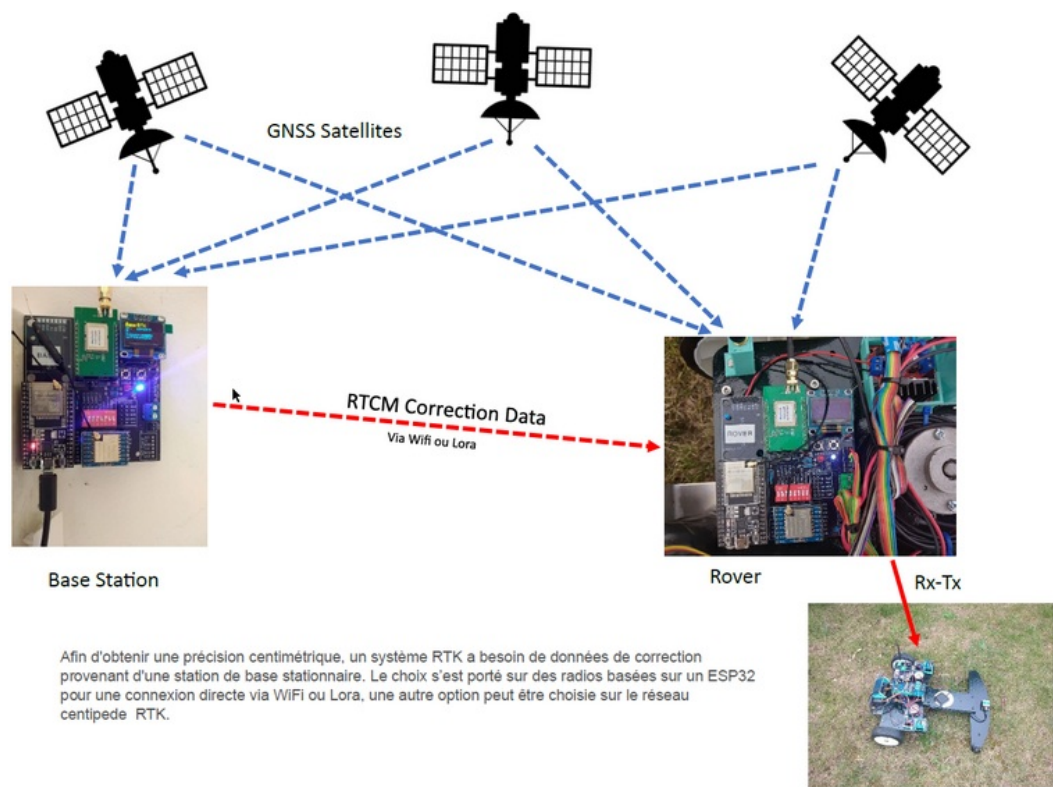 GNSS Satellites
RTCM Correction Data
Via Wifi ou Lora
ROVER
Base Station
Rover
Rx-Tx
Afin d'obtenir une précision centimétrique, un système RTK a besoin de données de correction
provenant d'une station de base stationnaire. Le choix s'est porté sur des radios basées sur un ESP32
pour une connexion directe via WiFi ou Lora, une autre option peut être choisie sur le réseau
centipede RTK.